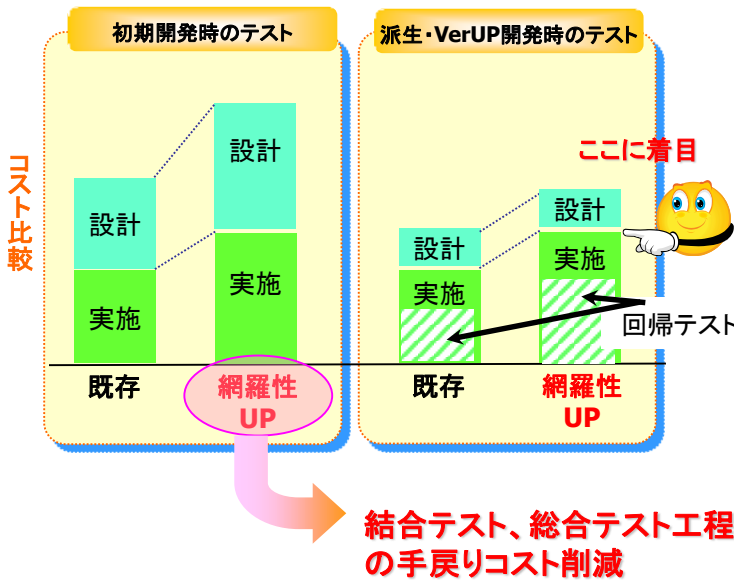 初期開発時のテスト
派生・VerUP開発時のテスト
コスト比較
設計
実施
既存
設計
実施
網羅性
UP
ここに着目
設計
実施
既存
設計
実施
網羅性
UP
回帰テスト
結合テスト、総合テスト工程
の手戻りコスト削減